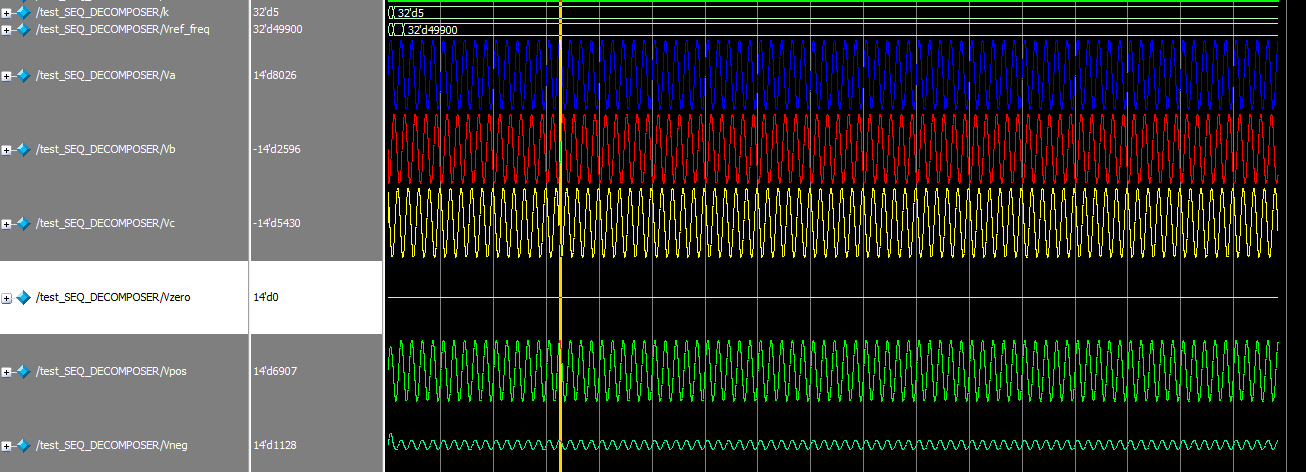 /test_SEQ_DECOMPOSER/k 32'd5 32'd5
/test_SEQ_DECOMPOSER/Vref_freq 32'd49900 32'd49900
/test_SEQ_DECOMPOSER/Va 14'd8026
/test_SEQ_DECOMPOSER/Vb -14'd2596
/test_SEQ_DECOMPOSER/Vc -14'd5430
/test_SEQ_DECOMPOSER/Vzero 14'd0
/test_SEQ_DECOMPOSER/Vpos 14'd6907
/test_SEQ_DECOMPOSER/Vneg 14'd1128